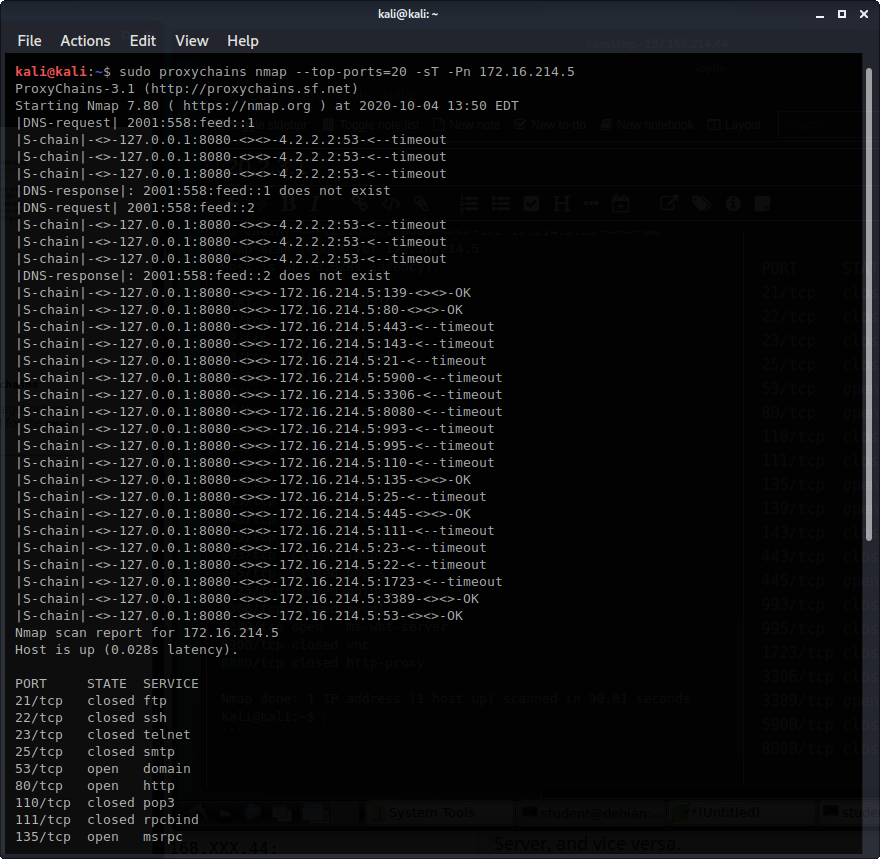 kali@kali: ~
File Actions Edit View Help
kali@kali:~$ sudo proxychains nmap --top-ports=20 -sT -Pn 172.16.214.5
ProxyChains-3.1 (http://proxychains.sf.net)
Starting Nmap 7.80 ( https://nmap.org ) at 2020-10-04 13:50 EDT
|DNS-request| 2001:558:feed::1
|S-chain|-<>-127.0.0.1:8080-<><>-4.2.2.2:53-<--timeout
|S-chain|-<>-127.0.0.1:8080-<><>-4.2.2.2:53-<--timeout
|S-chain|-<>-127.0.0.1:8080-<><>-4.2.2.2:53-<--timeout
|DNS-response|: 2001:558:feed::1 does not exist
|DNS-request| 2001:558:feed::2
|S-chain|-<>-127.0.0.1:8080-<><>-4.2.2.2:53-<--timeout
|S-chain|-<>-127.0.0.1:8080-<><>-4.2.2.2:53-<--timeout
|S-chain|-<>-127.0.0.1:8080-<><>-4.2.2.2:53-<--timeout
|DNS-response|: 2001:558:feed::2 does not exist
|S-chain|-<>-127.0.0.1:8080-<><>-172.16.214.5:139-<><>-OK
|S-chain|-<>-127.0.0.1:8080-<><>-172.16.214.5:80-<><>-OK
|S-chain|-<>-127.0.0.1:8080-<><>-172.16.214.5:443-<--timeout
|S-chain|-<>-127.0.0.1:8080-<><>-172.16.214.5:143-<--timeout
|S-chain|-<>-127.0.0.1:8080-<><>-172.16.214.5:21-<--timeout
|S-chain|-<>-127.0.0.1:8080-<><>-172.16.214.5:5900-<--timeout
|S-chain|-<>-127.0.0.1:8080-<><>-172.16.214.5:3306-<--timeout
|S-chain|-<>-127.0.0.1:8080-<><>-172.16.214.5:8080-<--timeout
|S-chain|-<>-127.0.0.1:8080-<><>-172.16.214.5:993-<--timeout
|S-chain|-<>-127.0.0.1:8080-<><>-172.16.214.5:995-<--timeout
|S-chain|-<>-127.0.0.1:8080-<><>-172.16.214.5:110-<--timeout
|S-chain|-<>-127.0.0.1:8080-<><>-172.16.214.5:135-<><>-OK
|S-chain|-<>-127.0.0.1:8080-<><>-172.16.214.5:25-<--timeout
|S-chain|-<>-127.0.0.1:8080-<><>-172.16.214.5:445-<><>-OK
|S-chain|-<>-127.0.0.1:8080-<><>-172.16.214.5:111-<--timeout
|S-chain|-<>-127.0.0.1:8080-<><>-172.16.214.5:23-<--timeout
|S-chain|-<>-127.0.0.1:8080-<><>-172.16.214.5:22-<--timeout
|S-chain|-<>-127.0.0.1:8080-<><>-172.16.214.5:1723-<--timeout
|S-chain|-<>-127.0.0.1:8080-<><>-172.16.214.5:3389-<><>-OK
|S-chain|-<>-127.0.0.1:8080-<><>-172.16.214.5:53-<><>-OK
Nmap scan report for 172.16.214.5
Host is up (0.028s latency).
PORT STATE SERVICE
21/tcp closed ftp
22/tcp closed ssh
23/tcp closed telnet
25/tcp closed smtp
53/tcp open domain
80/tcp open http
110/tcp closed pop3
111/tcp closed rpcbind
135/tcp open msrpc